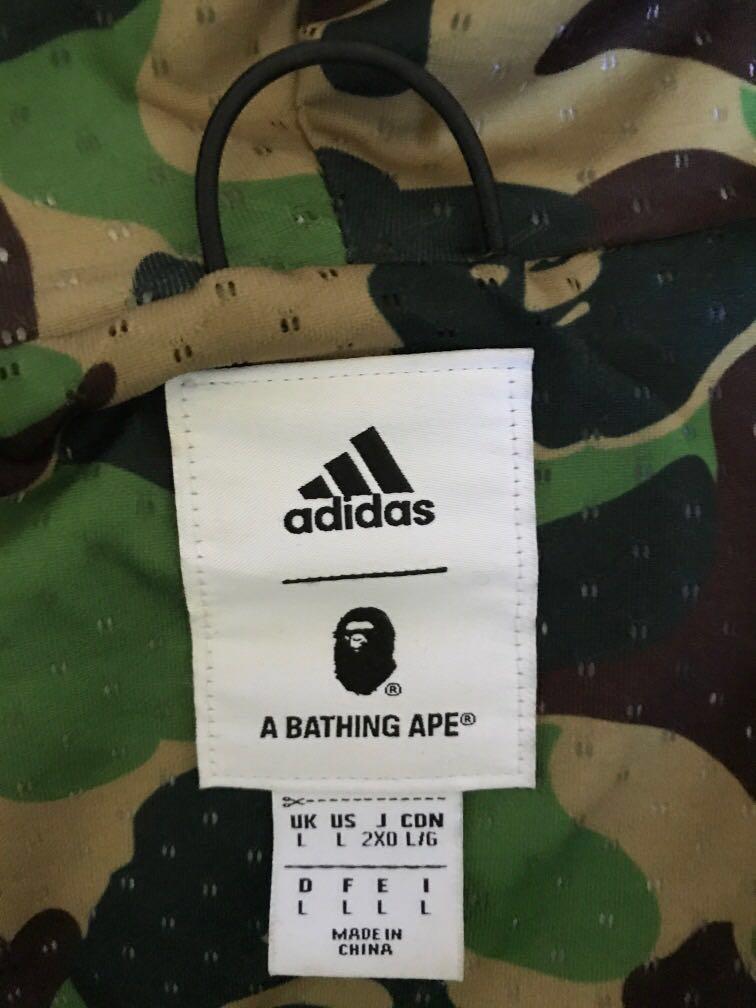 adidas
®
A BATHING APE®
UK US J CDN
L L 2XO L/G
D F E I
L L L L
MADE IN
CHINA